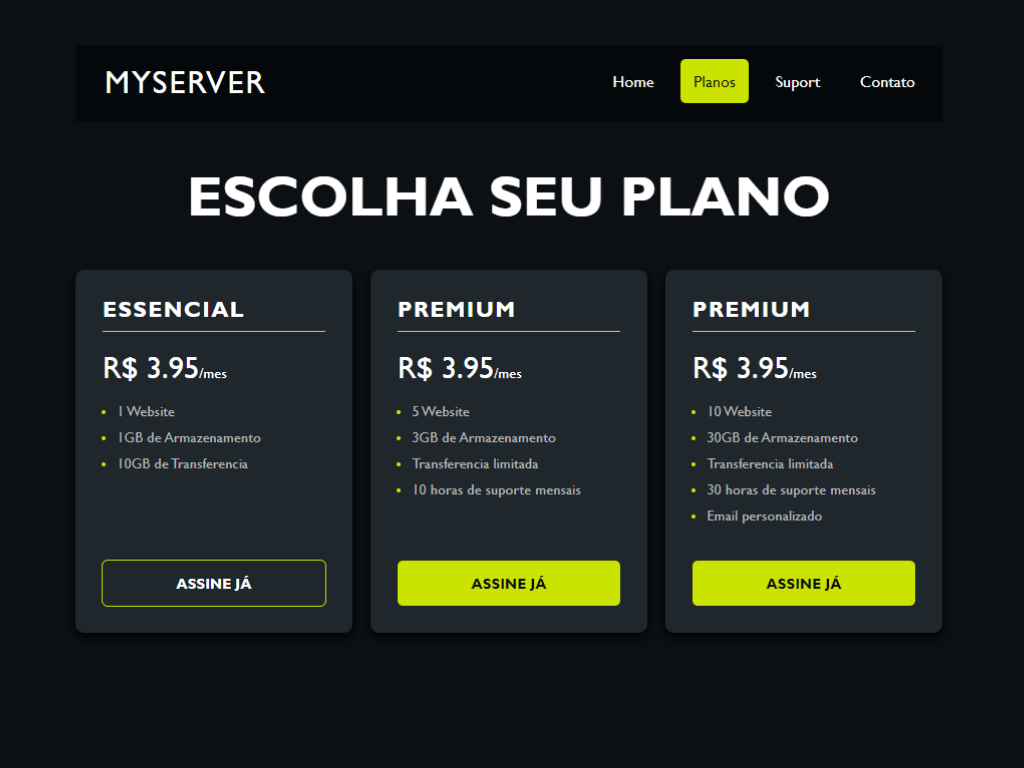 MYSERVER
Home Planos Suport Contato
ESCOLHA SEU PLANO
ESSENCIAL
R$ 3.95/mes
1 Website
1GB de Armazenamento
10GB de Transferencia
ASSINE JÁ
PREMIUM
R$ 3.95/mes
5 Website
3GB de Armazenamento
Transferencia limitada
10 horas de suporte mensais
ASSINE JÁ
PREMIUM
R$ 3.95/mes
10 Website
30GB de Armazenamento
Transferencia limitada
30 horas de suporte mensais
Email personalizado
ASSINE JÁ